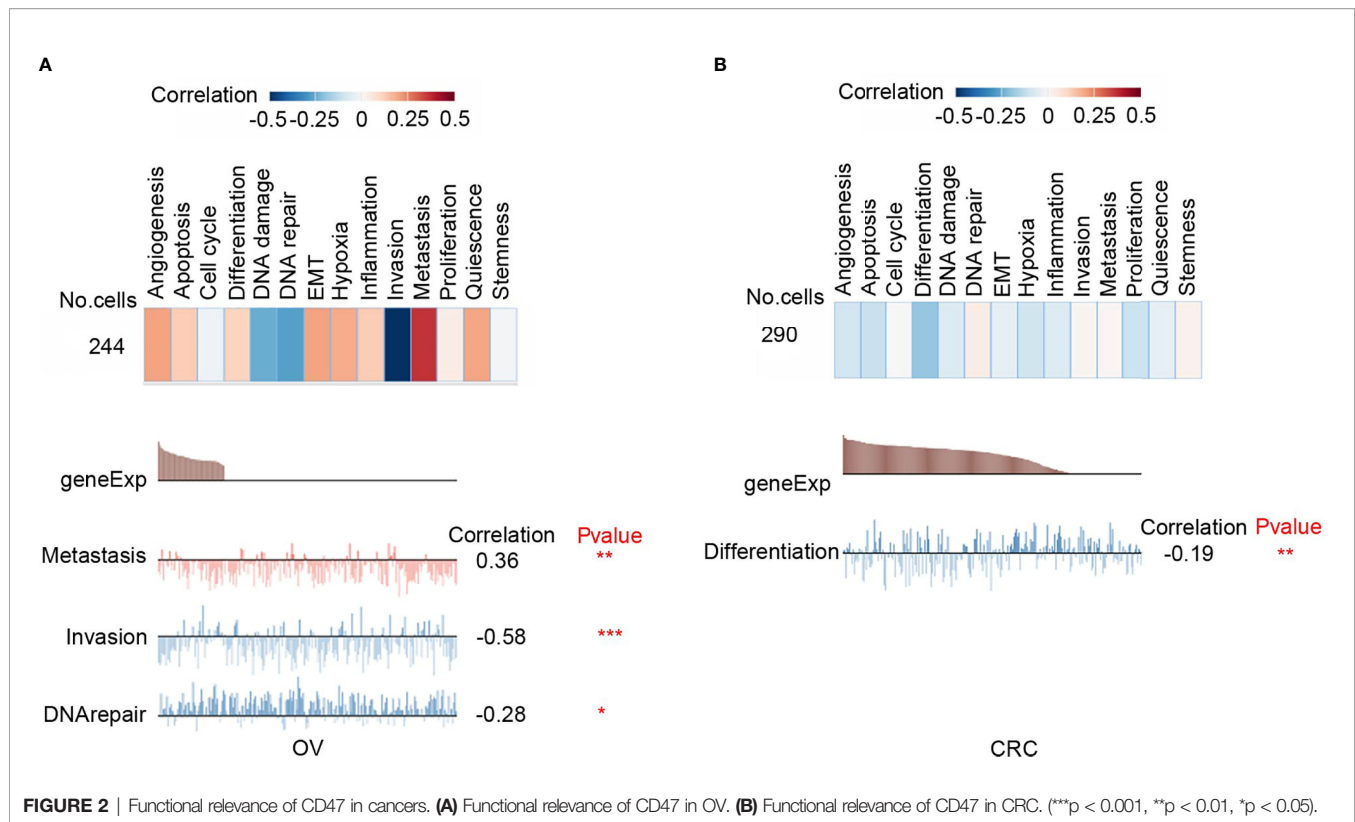 A
Correlation
-0.5 -0.25 0 0.25 0.5
Angiogenesis
Apoptosis
Cell cycle
Differentiation
DNA damage
DNA repair
EMT
Hypoxia
Inflammation
Invasion
Metastasis
Proliferation
Quiescence
Stemness
No.cells
244
geneExp
Correlation Pvalue
Metastasis 0.36 **
Invasion -0.58 ***
DNArepair -0.28 *
OV
B
Correlation
-0.5 -0.25 0 0.25 0.5
Angiogenesis
Apoptosis
Cell cycle
Differentiation
DNA damage
DNA repair
EMT
Hypoxia
Inflammation
Invasion
Metastasis
Proliferation
Quiescence
Stemness
No.cells
290
geneExp
Correlation Pvalue
Differentiation -0.19 **
CRC
FIGURE 2 | Functional relevance of CD47 in cancers. (A) Functional relevance of CD47 in OV. (B) Functional relevance of CD47 in CRC. (***p < 0.001, **p < 0.01, *p < 0.05).